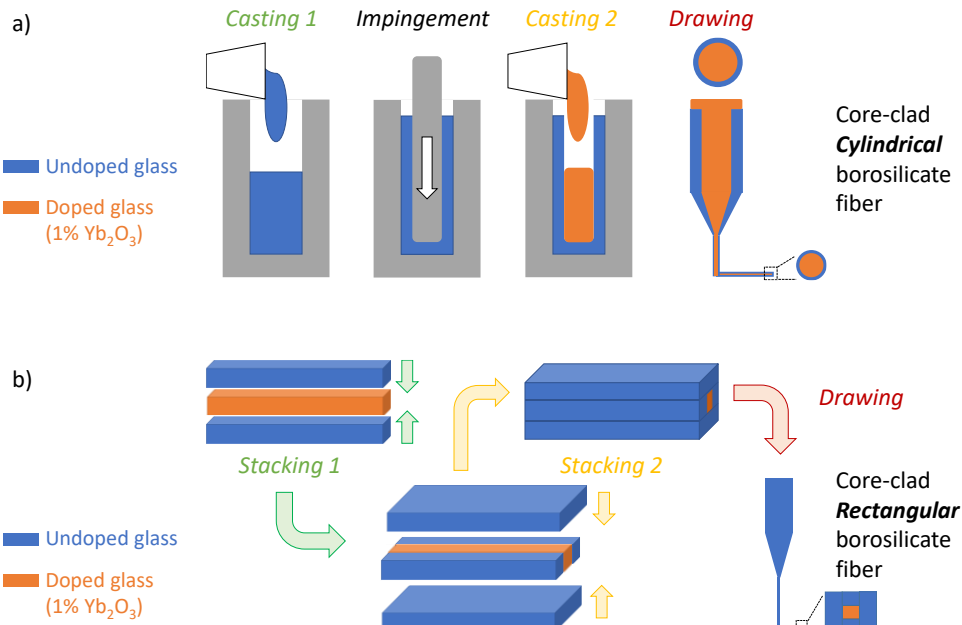 a)
Casting 1
Impingement
Casting 2
Drawing
Undoped glass
Doped glass
(1% Yb₂O₃)
Core-clad
Cylindrical
borosilicate
fiber
b)
Stacking 1
Stacking 2
Drawing
Undoped glass
Doped glass
(1% Yb₂O₃)
Core-clad
Rectangular
borosilicate
fiber